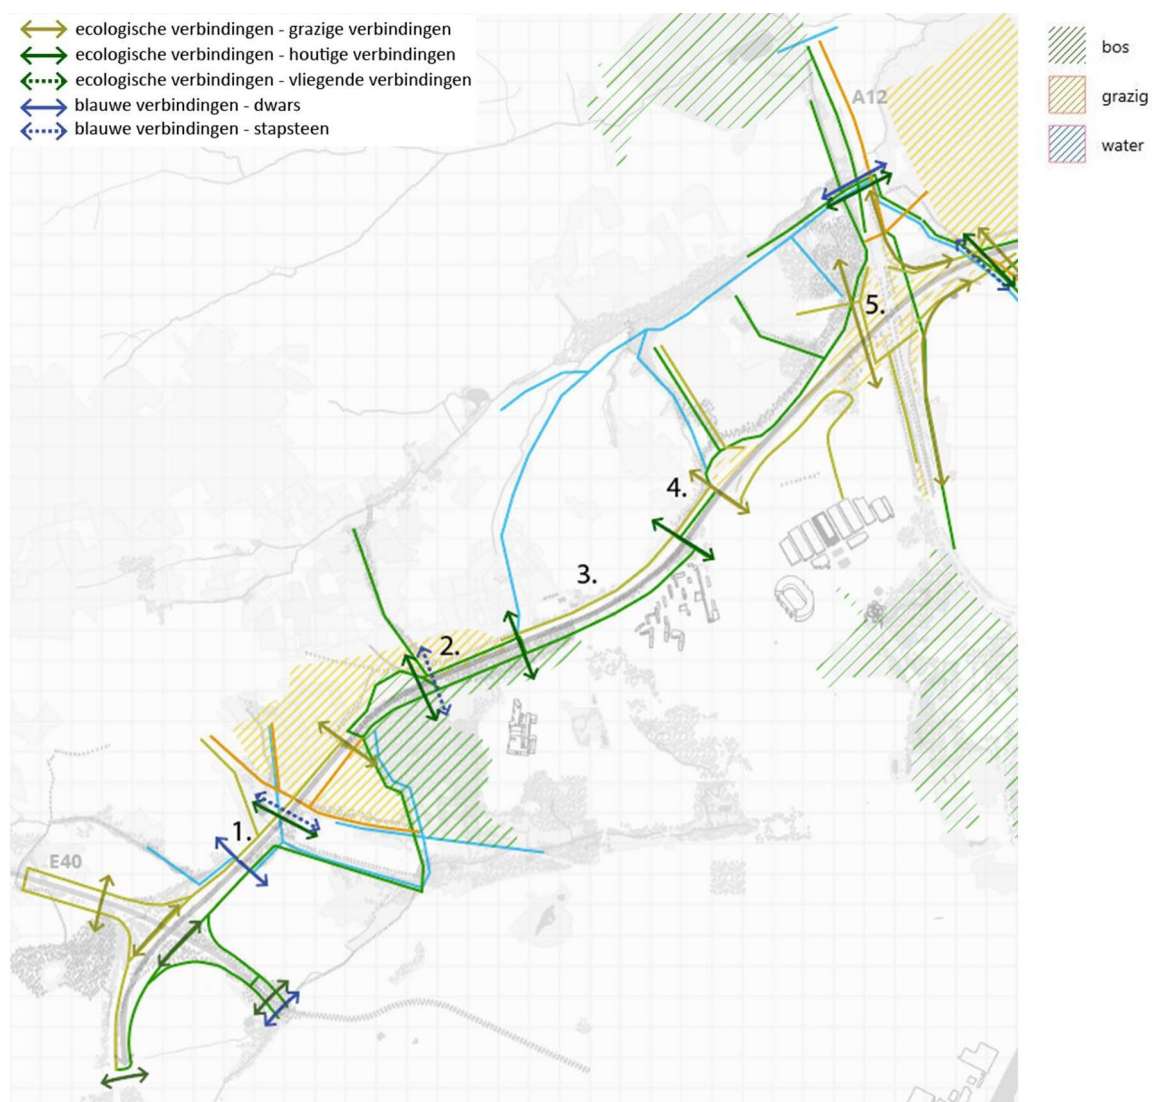 ecologische verbindingen - grazige verbindingen
ecologische verbindingen - houtige verbindingen
ecologische verbindingen - vliegende verbindingen
blauwe verbindingen - dwars
blauwe verbindingen - stapsteen
bos
grazig
water
A12
5.
4.
3.
2.
1.
E40